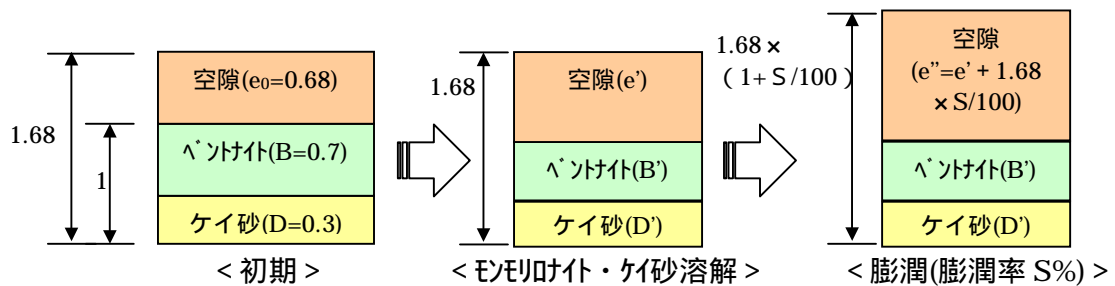 1.68
1
空隙(e0=0.68)
ベントナイト(B=0.7)
ケイ砂(D=0.3)
<初期>
1.68
空隙(e')
ベントナイト(B')
ケイ砂(D')
<モンモリロナイト・ケイ砂溶解>
1.68×
(1+S/100)
空隙
(e''=e'+1.68
×S/100)
ベントナイト(B')
ケイ砂(D')
<膨潤(膨潤率 S%)>